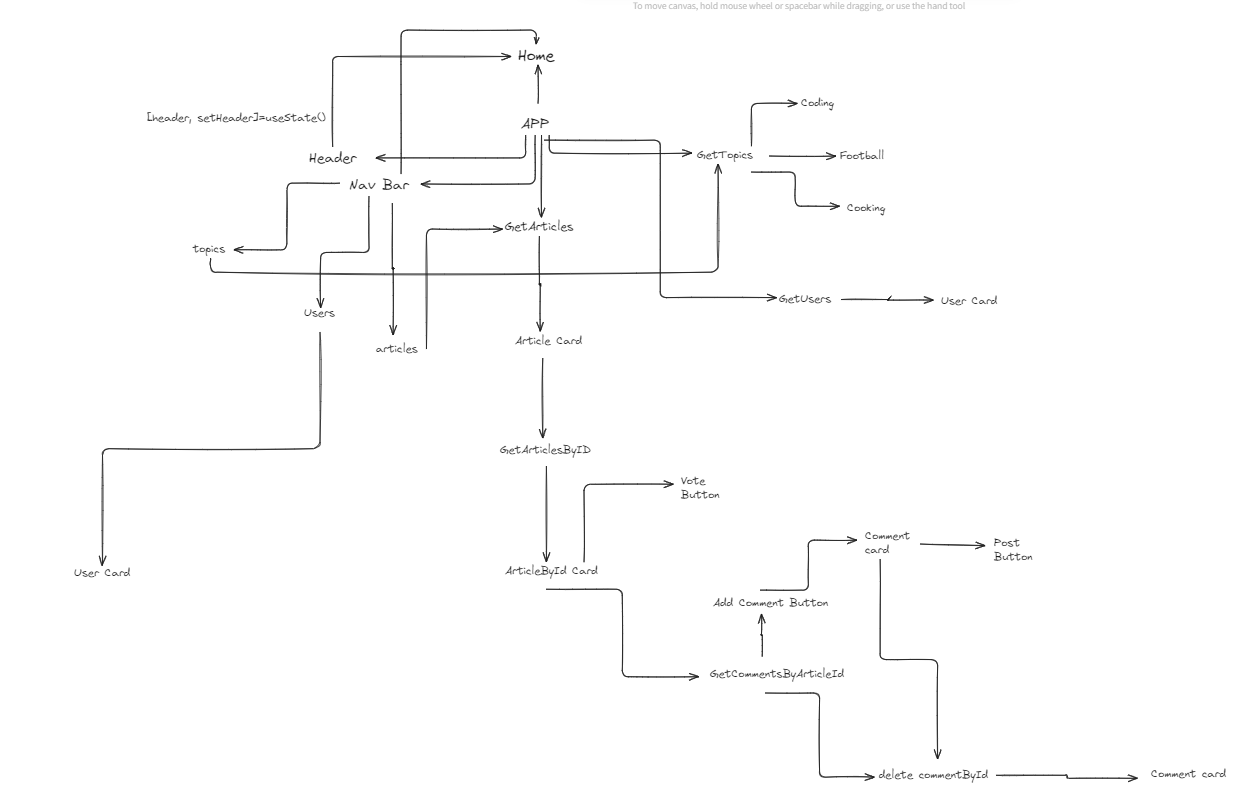 To move canvas, hold mouse wheel or spacebar while dragging, or use the hand tool
Home
[header, setHeader]=useState()
APP
Coding
Header
GetTopics
Football
Nav Bar
Cooking
GetArticles
topics
GetUsers
User Card
Users
articles
Article Card
GetArticlesByID
Vote
Button
User Card
ArticleById Card
Comment
card
Post
Button
Add Comment Button
GetCommentsByArticleId
delete commentById
Comment card